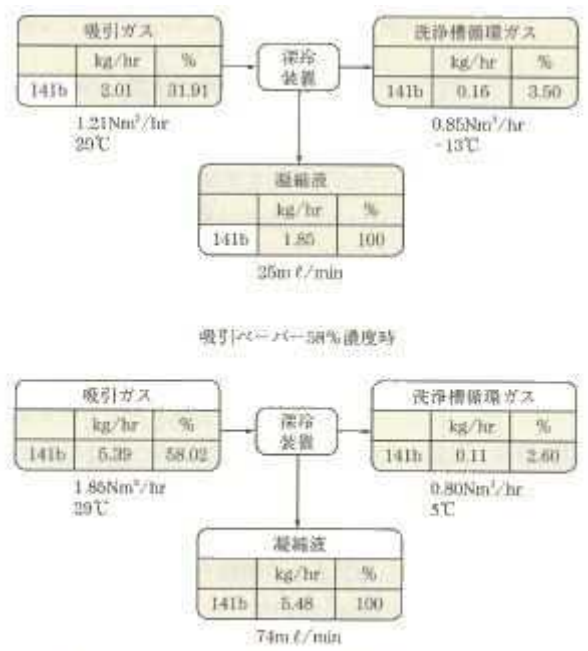 吸引ガス
kg/hr %
141b 2.01 31.91
1.21Nm³/hr
29℃
深冷
装置
洗浄槽循環ガス
kg/hr %
141b 0.16 3.50
0.85Nm³/hr
-13℃
凝縮液
kg/hr %
141b 1.85 100
25mℓ/min
吸引ベーパー58%濃度時
吸引ガス
kg/hr %
141b 5.39 58.02
1.85Nm³/hr
29℃
深冷
装置
洗浄槽循環ガス
kg/hr %
141b 0.11 2.60
0.80Nm³/hr
5℃
凝縮液
kg/hr %
141b 5.48 100
74mℓ/min